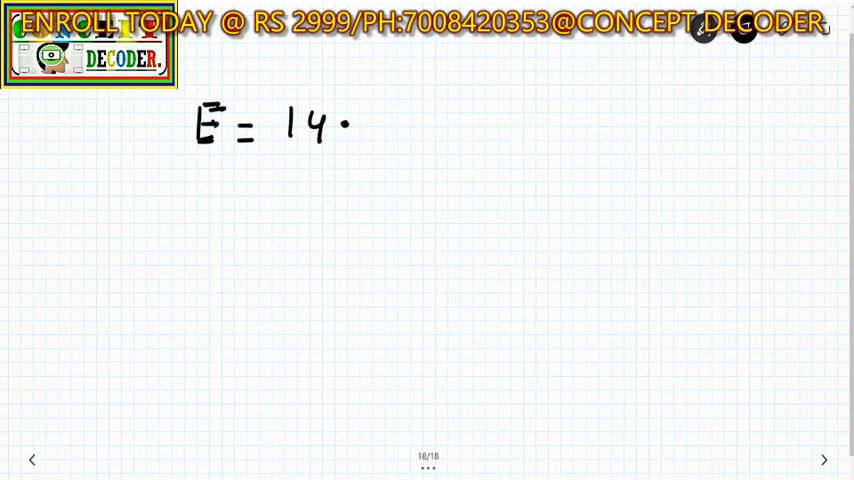 ENROLL TODAY @ RS 2999/PH:7008420353@CONCEPT DECODER.
DECODER.
E = 14.
18/18